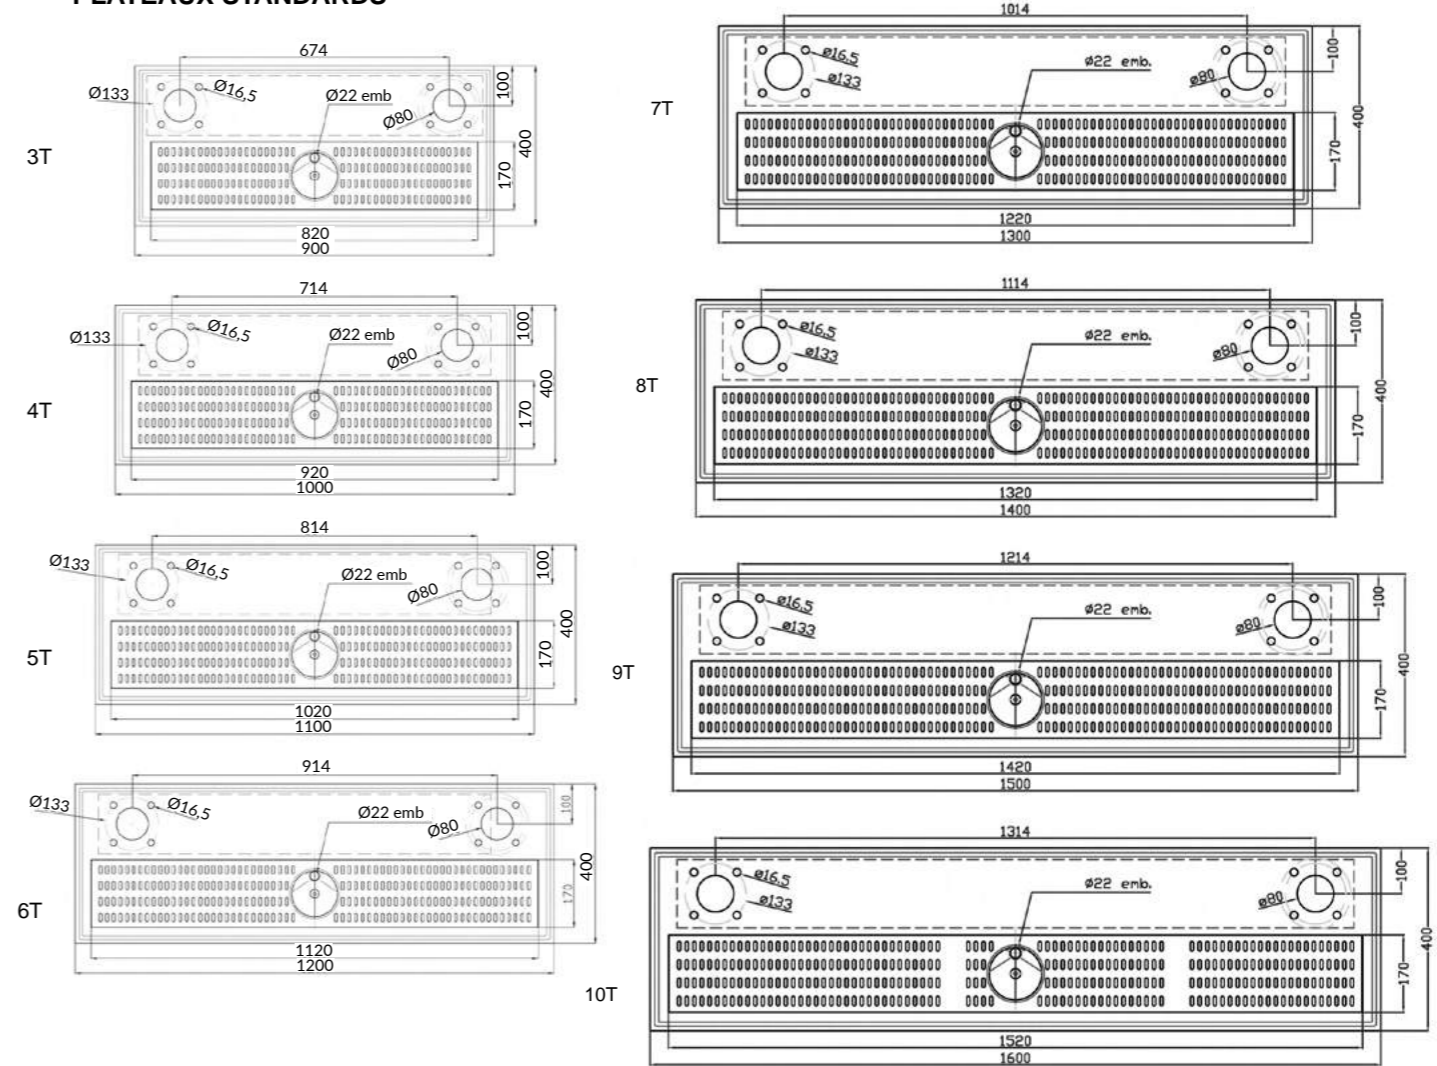 PLATEAUX STANDARDS
3T
674
Ø133
Ø16,5
Ø22 emb
Ø80
100
400
170
820
900
4T
714
Ø133
Ø16,5
Ø22 emb
Ø80
100
400
170
920
1000
5T
814
Ø133
Ø16,5
Ø22 emb
Ø80
100
400
170
1020
1100
6T
914
Ø133
Ø16,5
Ø22 emb
Ø80
100
400
170
1120
1200
7T
1014
ø16.5
ø133
Ø22 emb.
ø80
100
400
170
1220
1300
8T
1114
ø16.5
ø133
Ø22 emb.
ø80
100
400
170
1320
1400
9T
1214
ø16.5
ø133
Ø22 emb.
ø80
100
400
170
1420
1500
10T
1314
ø16.5
ø133
Ø22 emb.
ø80
100
400
170
1520
1600